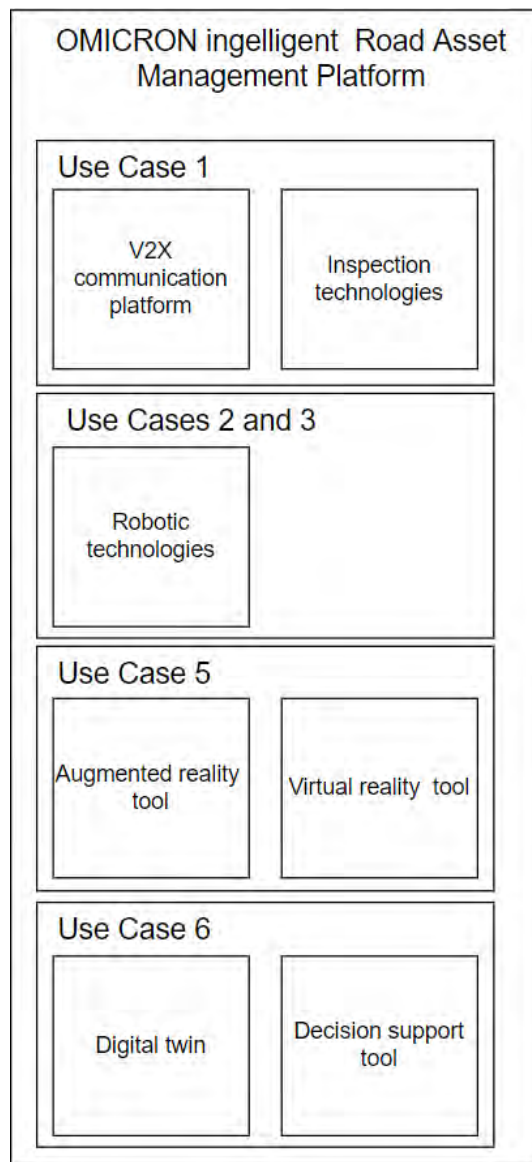 OMICRON ingelligent Road Asset
Management Platform
Use Case 1
V2X
communication
platform
Inspection
technologies
Use Cases 2 and 3
Robotic
technologies
Use Case 5
Augmented reality
tool
Virtual reality tool
Use Case 6
Digital twin
Decision support
tool